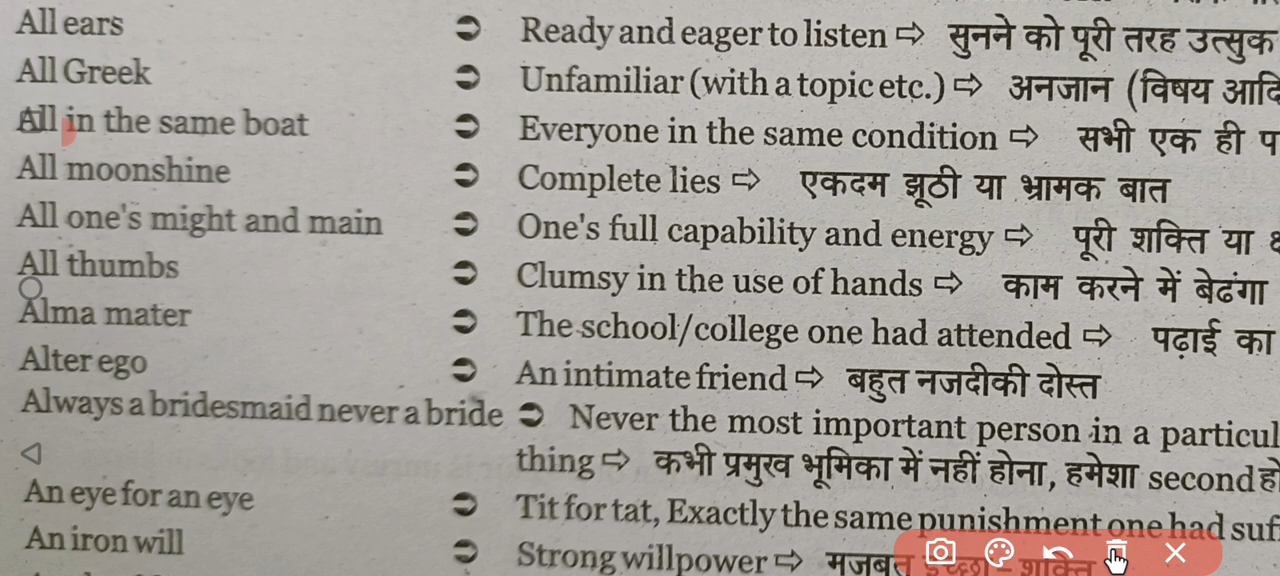 All ears ➲ Ready and eager to listen ⇨ सुनने को पूरी तरह उत्सुक
All Greek ➲ Unfamiliar (with a topic etc.) ⇨ अनजान (विषय आदि
All in the same boat ➲ Everyone in the same condition ⇨ सभी एक ही
All moonshine ➲ Complete lies ⇨ एकदम झूठी या भ्रामक बात
All one's might and main ➲ One's full capability and energy ⇨ पूरी शक्ति या
All thumbs ➲ Clumsy in the use of hands ⇨ काम करने में बेढंगा
Alma mater ➲ The school/college one had attended ⇨ पढ़ाई का
Alter ego ➲ An intimate friend ⇨ बहुत नजदीकी दोस्त
Always a bridesmaid never a bride ➲ Never the most important person in a particul
thing ⇨ कभी प्रमुख भूमिका में नहीं होना, हमेशा second हो
An eye for an eye ➲ Tit for tat, Exactly the same punishment one had suf
An iron will ➲ Strong willpower ⇨ मजबूत इच्छा – शक्ति